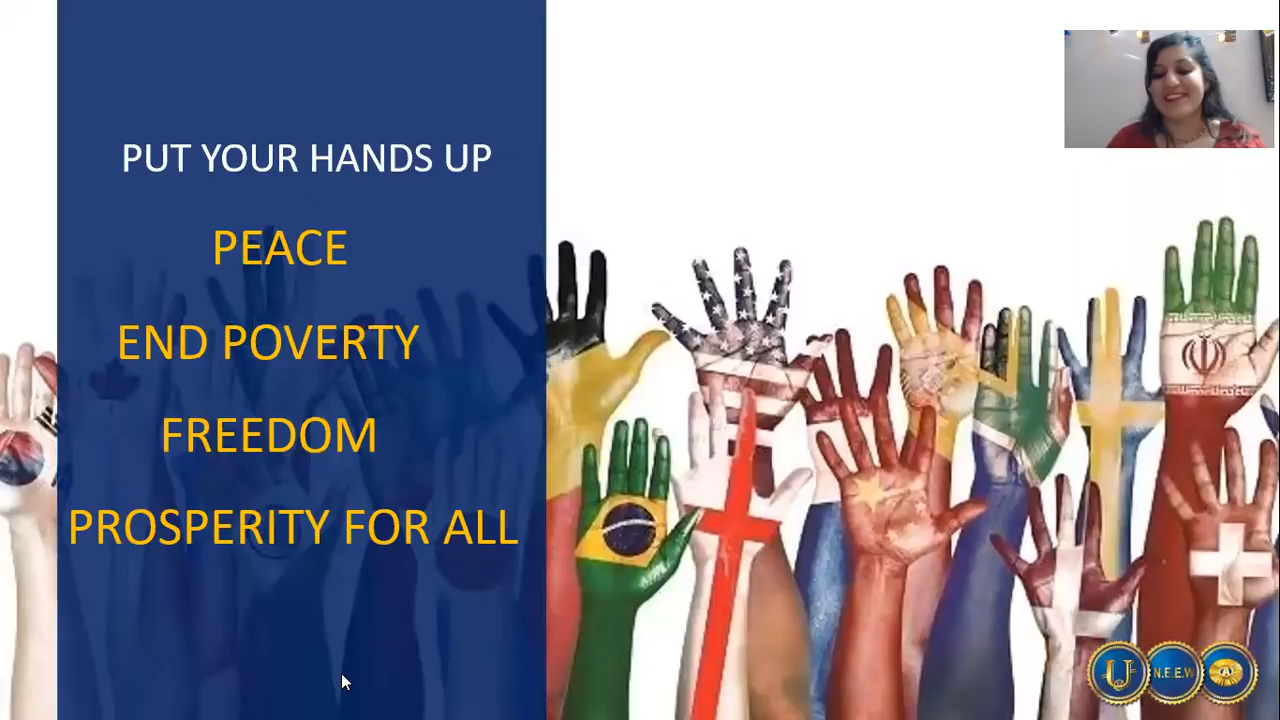 PUT YOUR HANDS UP
PEACE
END POVERTY
FREEDOM
PROSPERITY FOR ALL
U
N.E.E.W
A